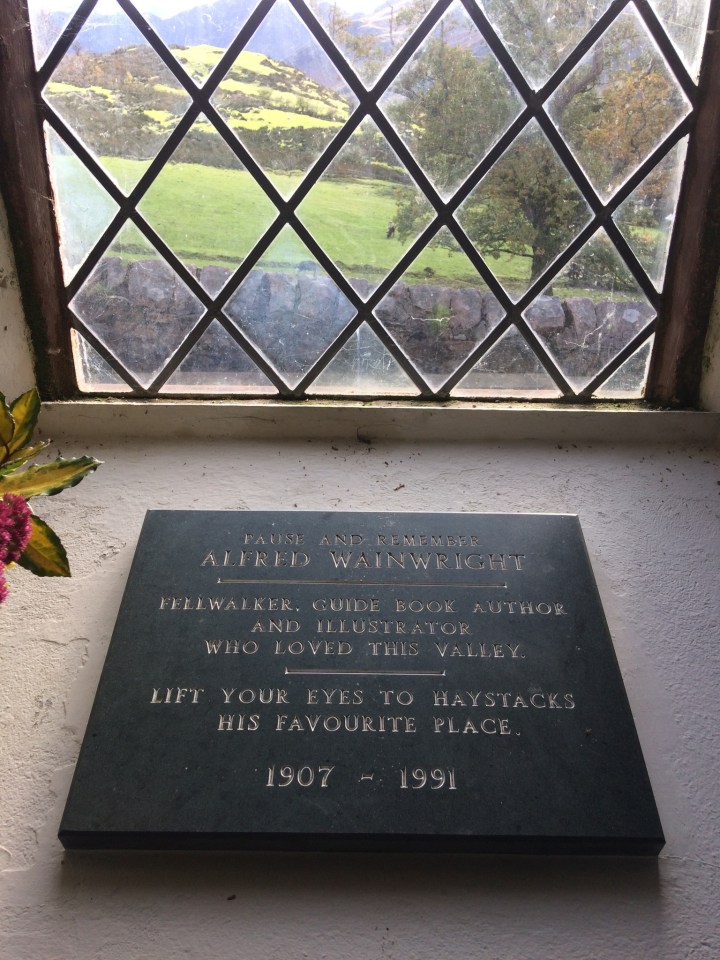 PAUSE AND REMEMBER
ALFRED WAINWRIGHT
FELLWALKER, GUIDE BOOK AUTHOR
AND ILLUSTRATOR
WHO LOVED THIS VALLEY.
LIFT YOUR EYES TO HAYSTACKS
HIS FAVOURITE PLACE.
1907 - 1991